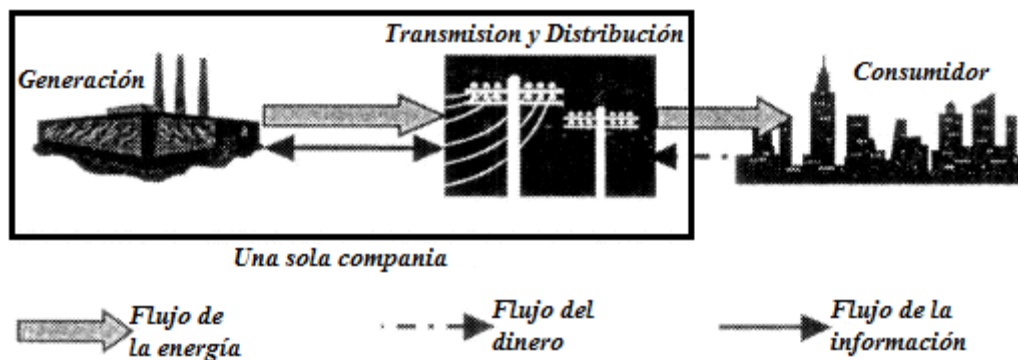 Transmision y Distribución
Generación
Consumidor
Una sola compania
Flujo de
la energía
Flujo del
dinero
Flujo de la
información